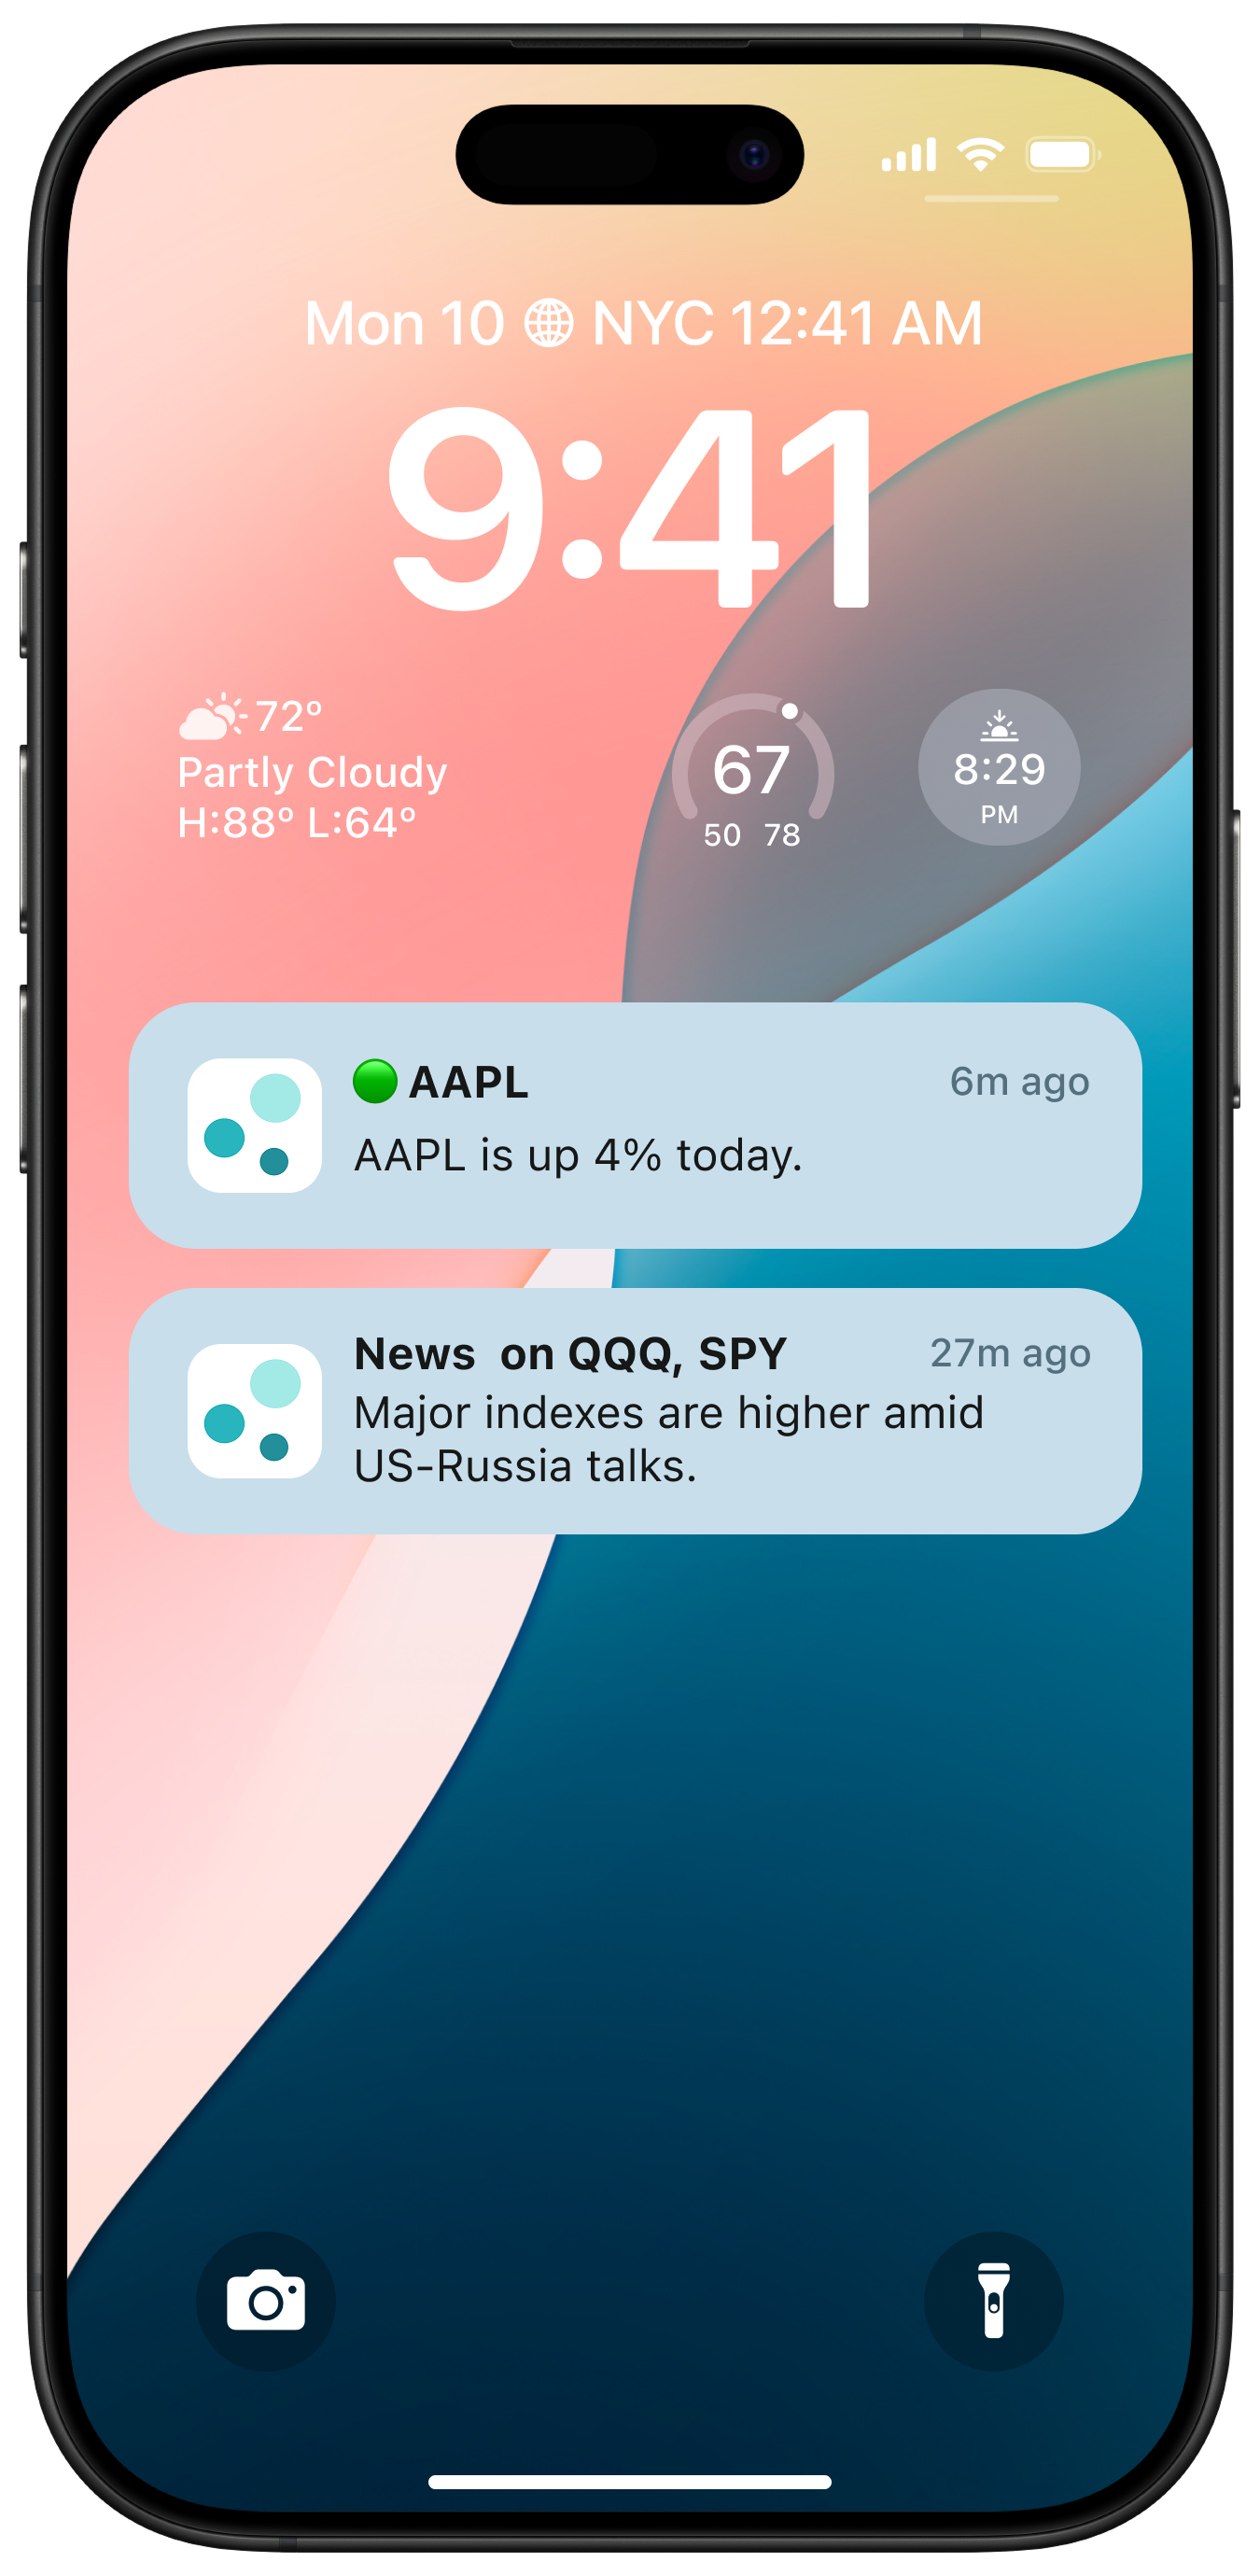 Mon 10 NYC 12:41 AM
9:41
72°
Partly Cloudy
H:88° L:64°
67
50 78
8:29
PM
AAPL
6m ago
AAPL is up 4% today.
News on QQQ, SPY
27m ago
Major indexes are higher amid
US-Russia talks.